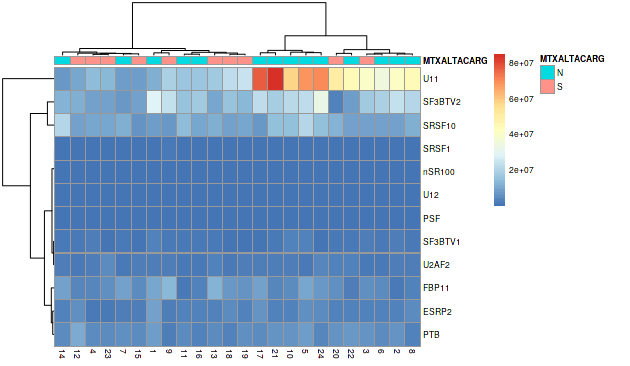 MTXALTACARG
U11
SF3BTV2
SRSF10
SRSF1
nSR100
U12
PSF
SF3BTV1
U2AF2
FBP11
ESRP2
PTB
14 12 4 23 7 15 1 9 11 16 13 18 19 17 21 10 5 24 20 22 3 6 2 8
8e+07
6e+07
4e+07
2e+07
MTXALTACARG
N
S